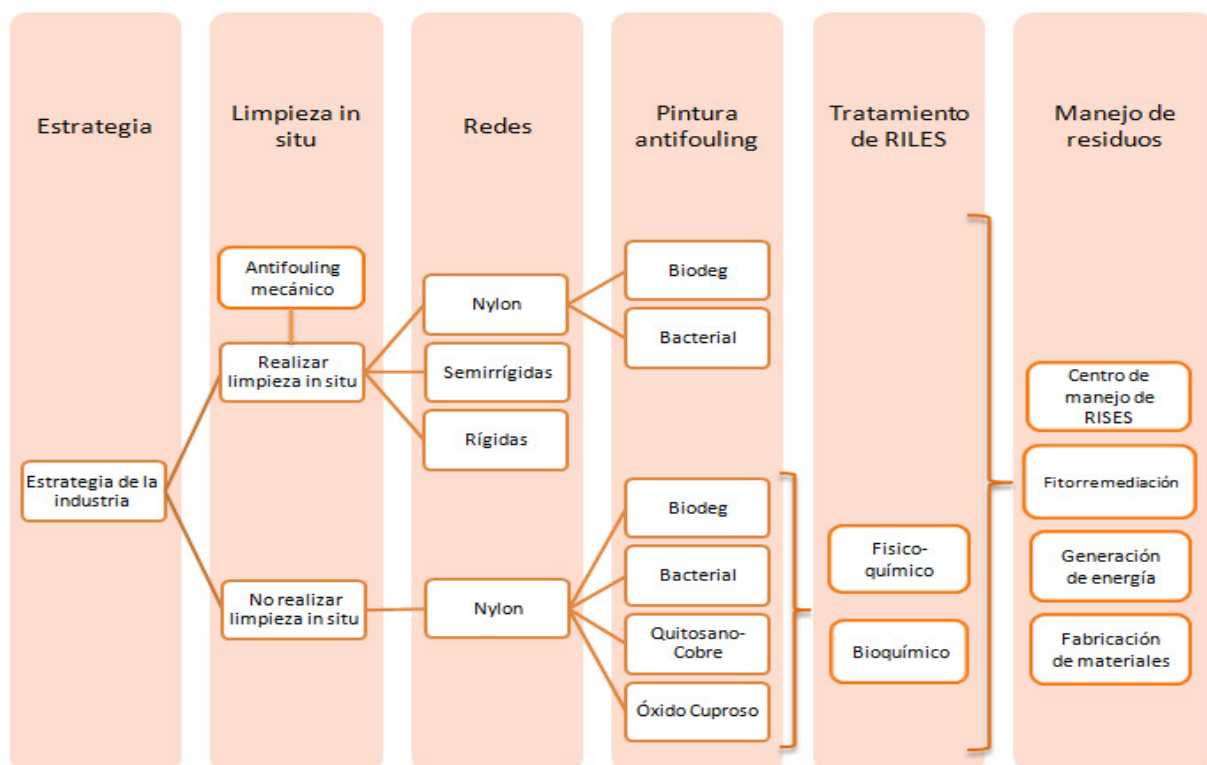 Estrategia
Limpieza in
situ
Redes
Pintura
antifouling
Tratamiento
de RILES
Manejo de
residuos
Estrategia de la
industria
Antifouling
mecánico
Realizar
limpieza in situ
No realizar
limpieza in situ
Nylon
Semirrígidas
Rígidas
Nylon
Biodeg
Bacterial
Biodeg
Bacterial
Quitosano-
Cobre
Óxido Cuproso
Fisico-
químico
Bioquímico
Centro de
manejo de
RISES
Fitorremediación
Generación
de energía
Fabricación
de materiales